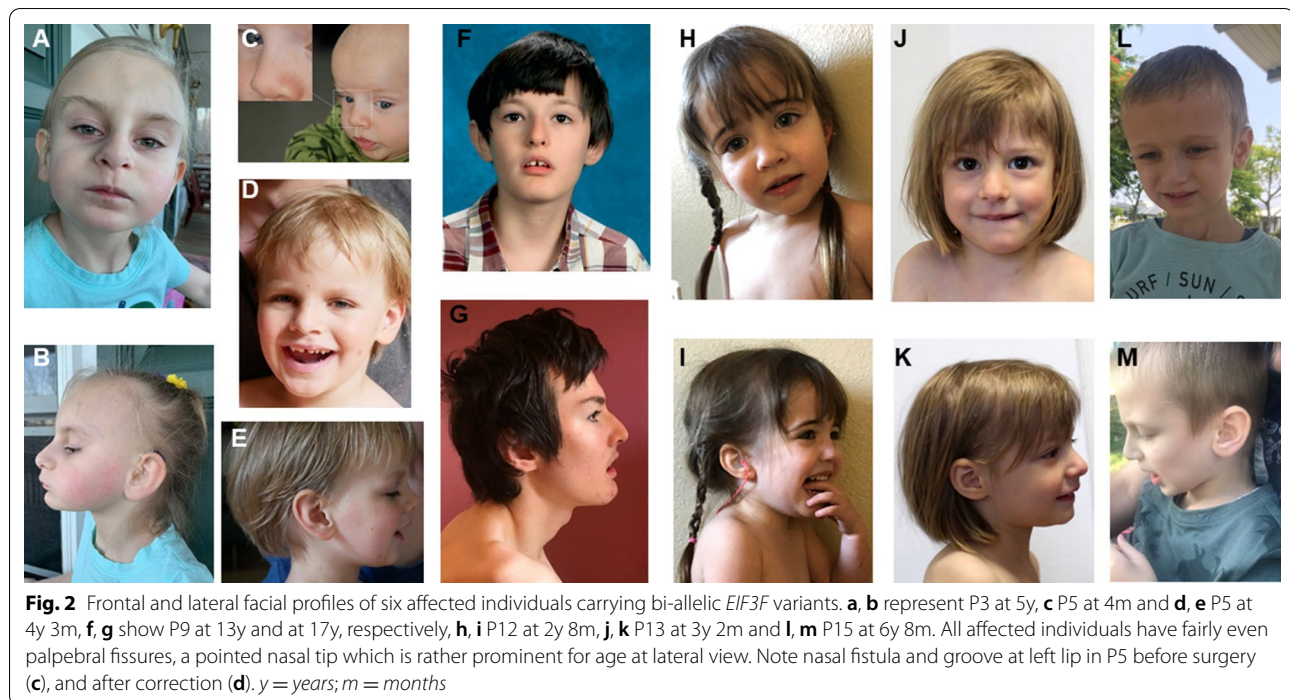 A
C
F
H
J
L
D
B
E
G
I
K
M
URF / SUN /
Fig. 2 Frontal and lateral facial profiles of six affected individuals carrying bi-allelic EIF3F variants. a, b represent P3 at 5y, c P5 at 4m and d, e P5 at
4y 3m, f, g show P9 at 13y and at 17y, respectively, h, i P12 at 2y 8m, j, k P13 at 3y 2m and l, m P15 at 6y 8m. All affected individuals have fairly even
palpebral fissures, a pointed nasal tip which is rather prominent for age at lateral view. Note nasal fistula and groove at left lip in P5 before surgery
(c), and after correction (d). y = years; m = months